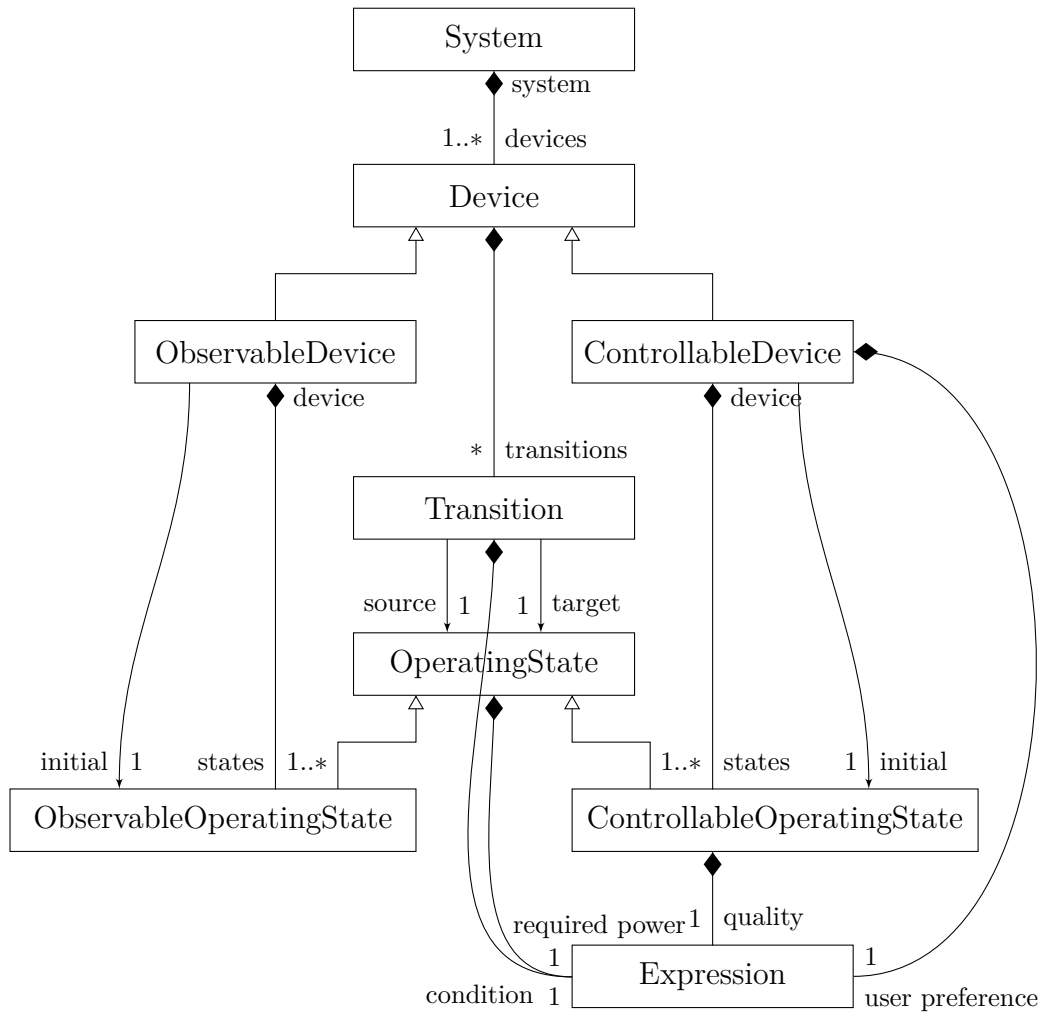 System
system
1..* devices
Device
ObservableDevice
ControllableDevice
device
device
* transitions
Transition
source 1
1 target
OperatingState
initial 1
states 1..*
1..* states
1 initial
ObservableOperatingState
ControllableOperatingState
required power
1 quality
1
1
Expression
condition 1
user preference